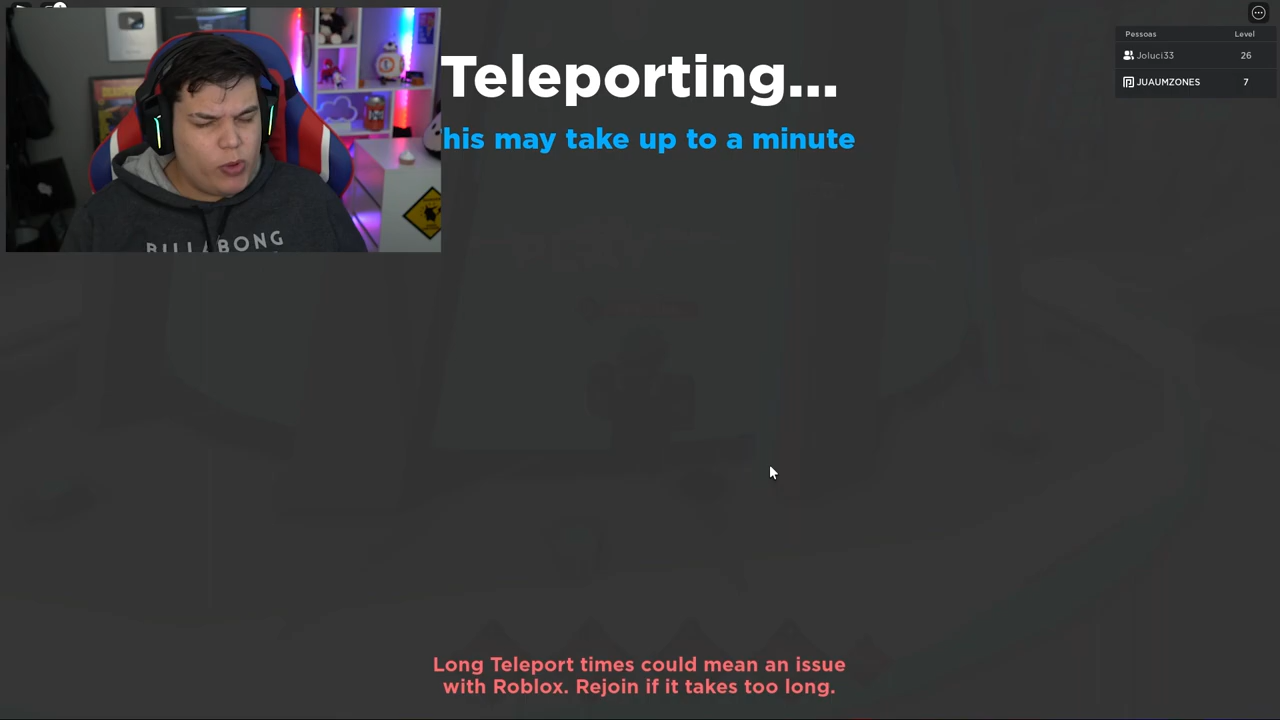 Teleporting...
his may take up to a minute
Pessoas Level
Joluci33 26
JUAUMZONES 7
BILLABONG
Long Teleport times could mean an issue
with Roblox. Rejoin if it takes too long.